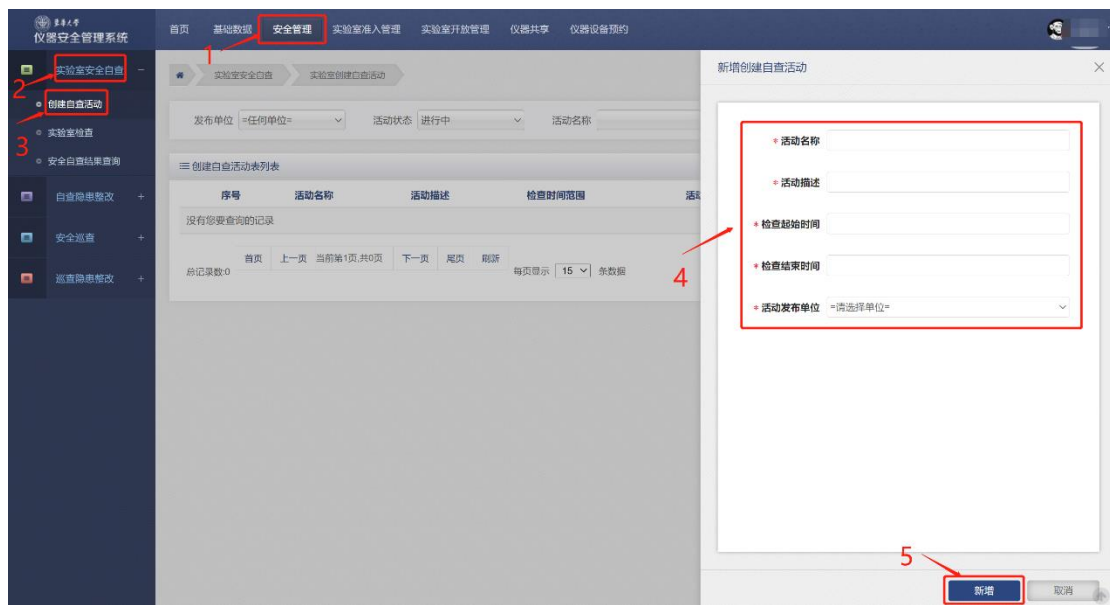 仪器安全管理系统
首页 基础数据 安全管理 实验室准入管理 实验室开放管理 仪器共享 仪器设备预约
1
实验室安全自查
2
创建自查活动
3
实验室检查
安全自查结果查询
自查隐患整改
安全巡查
巡查隐患整改
实验室安全自查 实验室创建自查活动
发布单位 =任何单位= 活动状态 进行中 活动名称
创建自查活动表列表
序号 活动名称 活动描述 检查时间范围
没有您要查询的记录
首页 上一页 当前第1页,共0页 下一页 尾页 刷新
总记录数:0 每页显示 15 条数据
新增创建自查活动
* 活动名称
* 活动描述
* 检查起始时间
* 检查结束时间
* 活动发布单位 =请选择单位=
4
5
新增 取消